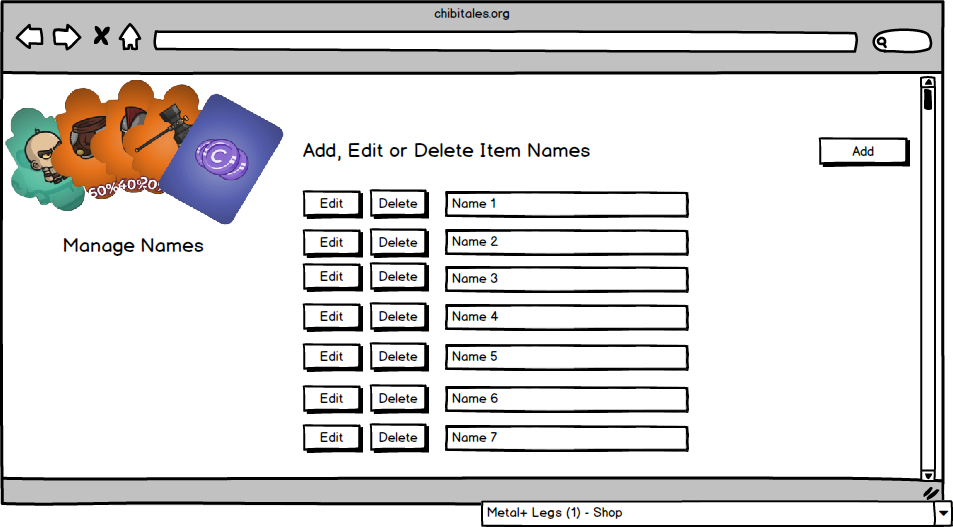 chibitales.org
C
60%40%20%
Add, Edit or Delete Item Names
Add
Manage Names
Edit Delete Name 1
Edit Delete Name 2
Edit Delete Name 3
Edit Delete Name 4
Edit Delete Name 5
Edit Delete Name 6
Edit Delete Name 7
Metal+ Legs (1) - Shop